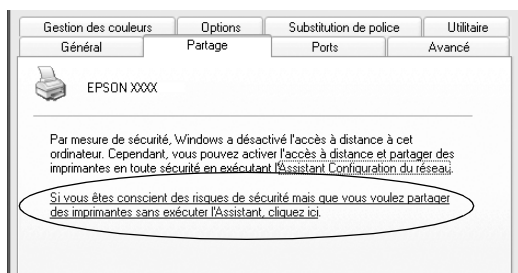 Gestion des couleurs Options Substitution de police Utilitaire
Général Partage Ports Avancé
EPSON XXXX
Par mesure de sécurité, Windows a désactivé l'accès à distance à cet
ordinateur. Cependant, vous pouvez activer l'accès à distance et partager des
imprimantes en toute sécurité en exécutant l'Assistant Configuration du réseau.
Si vous êtes conscient des risques de sécurité mais que vous voulez partager
des imprimantes sans exécuter l'Assistant, cliquez ici.